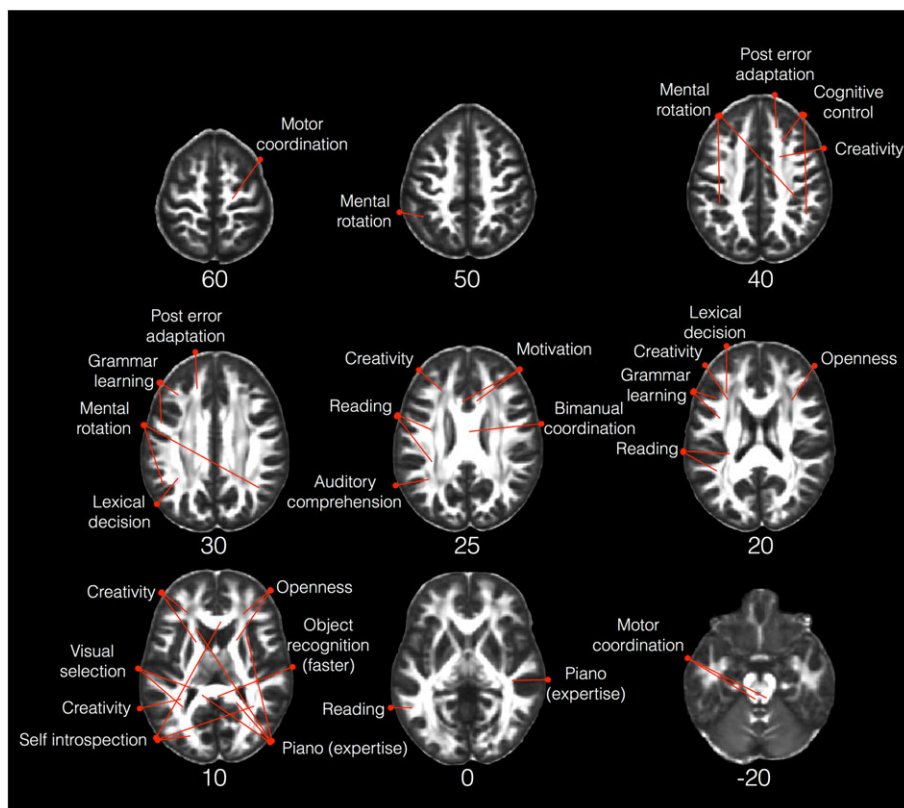 Motor
coordination
60
Mental
rotation
50
Post error
adaptation
Mental
rotation
Cognitive
control
Creativity
40
Post error
adaptation
Grammar
learning
Mental
rotation
Lexical
decision
30
Creativity
Motivation
Reading
Bimanual
coordination
Auditory
comprehension
25
Lexical
decision
Creativity
Openness
Grammar
learning
Reading
20
Creativity
Openness
Object
recognition
(faster)
Visual
selection
Creativity
Self introspection
Piano (expertise)
10
Piano
(expertise)
Reading
0
Motor
coordination
-20